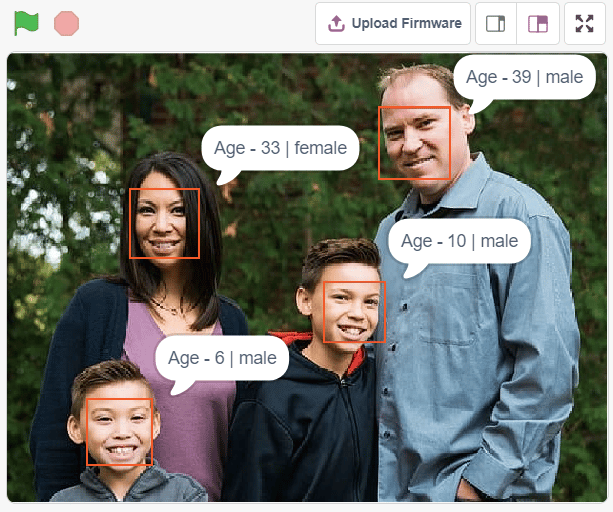 Upload Firmware
Age - 39 | male
Age - 33 | female
Age - 10 | male
Age - 6 | male